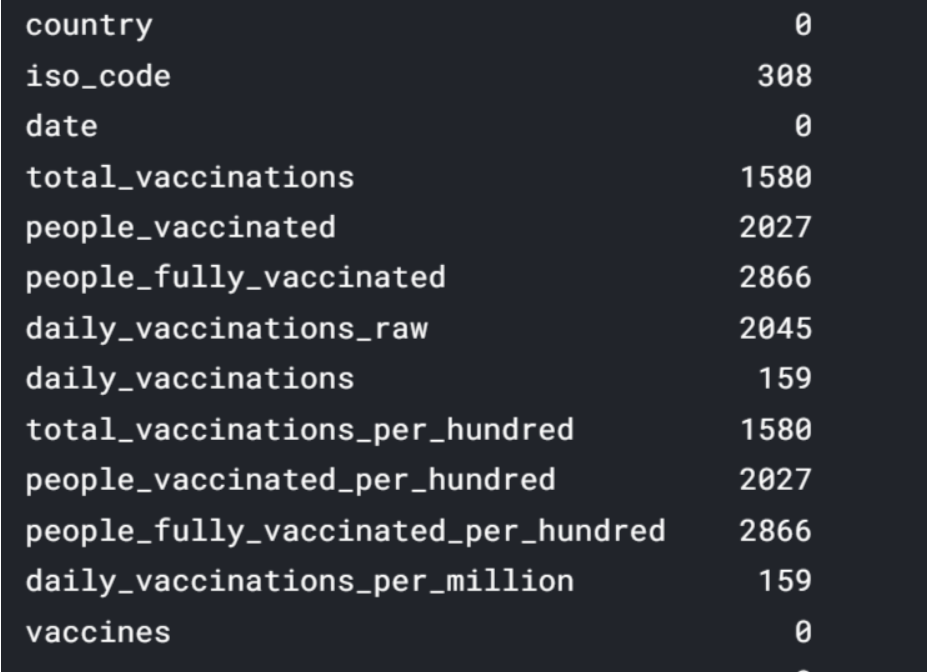 country 0
iso_code 308
date 0
total_vaccinations 1580
people_vaccinated 2027
people_fully_vaccinated 2866
daily_vaccinations_raw 2045
daily_vaccinations 159
total_vaccinations_per_hundred 1580
people_vaccinated_per_hundred 2027
people_fully_vaccinated_per_hundred 2866
daily_vaccinations_per_million 159
vaccines 0